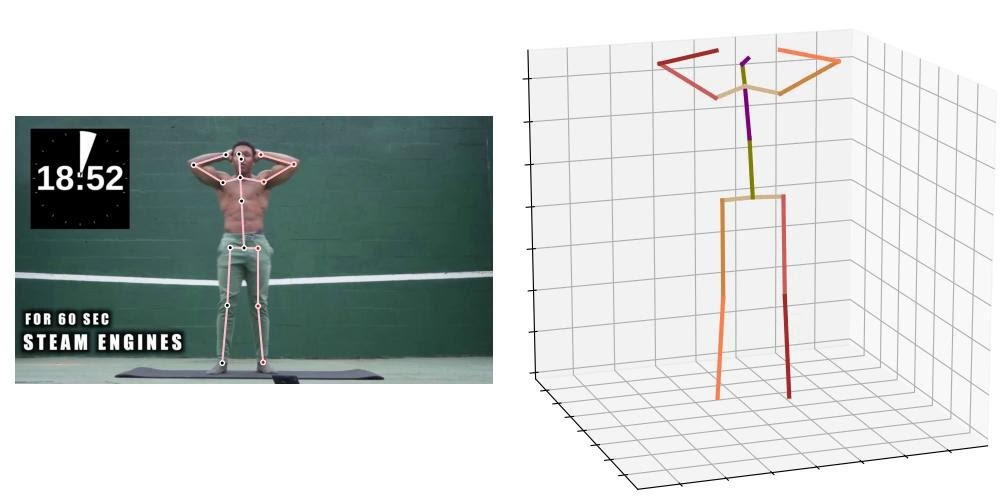 18:52
FOR 60 SEC
STEAM ENGINES